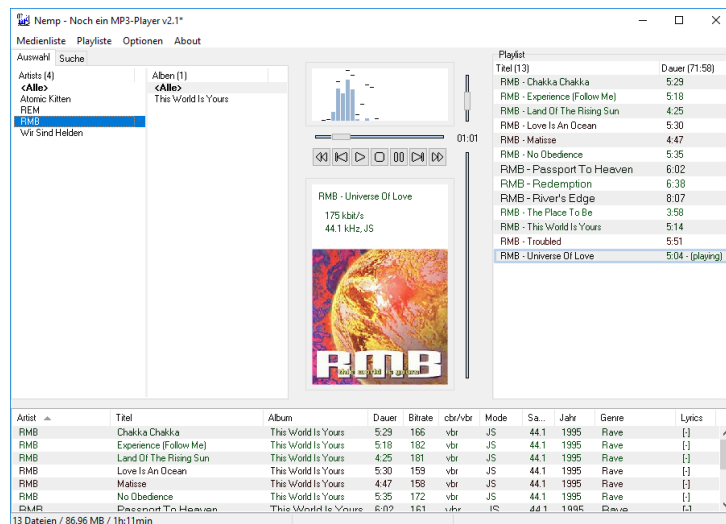 Nemp - Noch ein MP3-Player v2.1*
Medienliste Playliste Optionen About
Auswahl Suche
Artists (4) Alben (1)
<Alle> <Alle>
Atomic Kitten This World Is Yours
REM
RMB
Wir Sind Helden
01:01
RMB - Universe Of Love
175 kbit/s
44.1 kHz, JS
RMB
this world is yours
Playlist
Titel (13) Dauer (71:58)
RMB - Chakka Chakka 5:29
RMB - Experience (Follow Me) 5:18
RMB - Land Of The Rising Sun 4:25
RMB - Love Is An Ocean 5:30
RMB - Matisse 4:47
RMB - No Obedience 5:35
RMB - Passport To Heaven 6:02
RMB - Redemption 6:38
RMB - River's Edge 8:07
RMB - The Place To Be 3:58
RMB - This World Is Yours 5:14
RMB - Troubled 5:51
RMB - Universe Of Love 5:04 - (playing)
Artist Titel Album Dauer Bitrate cbr/vbr Mode Sa... Jahr Genre Lyrics
RMB Chakka Chakka This World Is Yours 5:29 166 vbr JS 44.1 1995 Rave [-]
RMB Experience (Follow Me) This World Is Yours 5:18 182 vbr JS 44.1 1995 Rave [-]
RMB Land Of The Rising Sun This World Is Yours 4:25 181 vbr JS 44.1 1995 Rave [-]
RMB Love Is An Ocean This World Is Yours 5:30 159 vbr JS 44.1 1995 Rave [-]
RMB Matisse This World Is Yours 4:47 158 vbr JS 44.1 1995 Rave [-]
RMB No Obedience This World Is Yours 5:35 172 vbr JS 44.1 1995 Rave [-]
RMB Passport To Heaven This World Is Yours 6:02 161 vbr JS 44.1 1995 Rave [-]
13 Dateien / 86,96 MB / 1h:11min